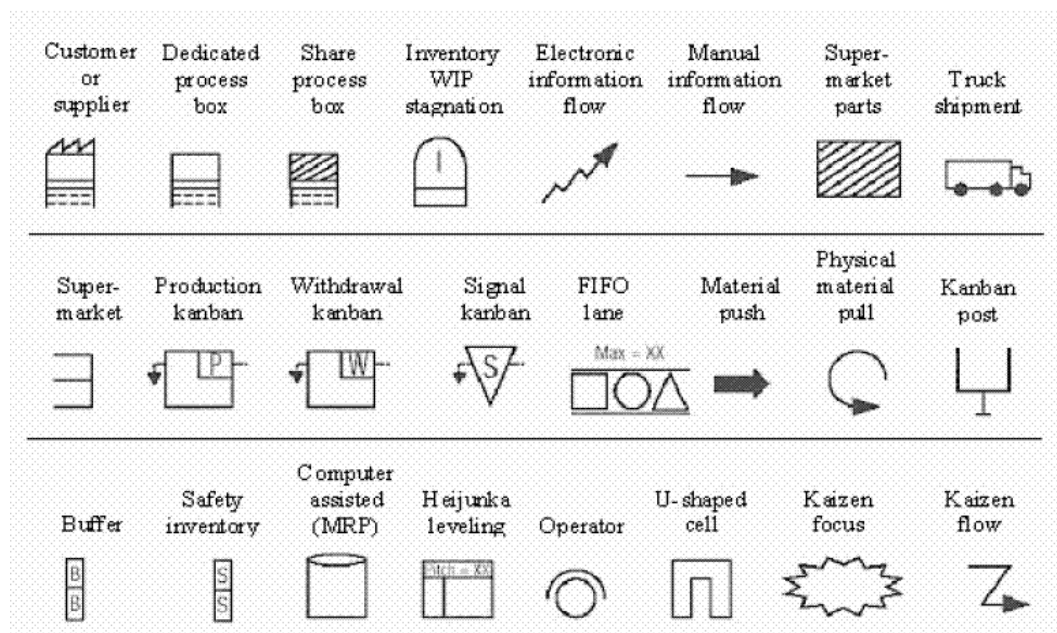 Customer
or
supplier
Dedicated
process
box
Share
process
box
Inventory
WIP
stagnation
Electronic
information
flow
Manual
information
flow
Super-
market
parts
Truck
shipment
I
Super-
market
Production
kanban
Withdrawal
kanban
Signal
kanban
FIFO
lane
Material
push
Physical
material
pull
Kanban
post
P
W
S
Max = XX
Buffer
Safety
inventory
Computer
assisted
(MRP)
Heijunka
leveling
Operator
U-shaped
cell
Kaizen
focus
Kaizen
flow
B
B
S
S
Pitch = XX